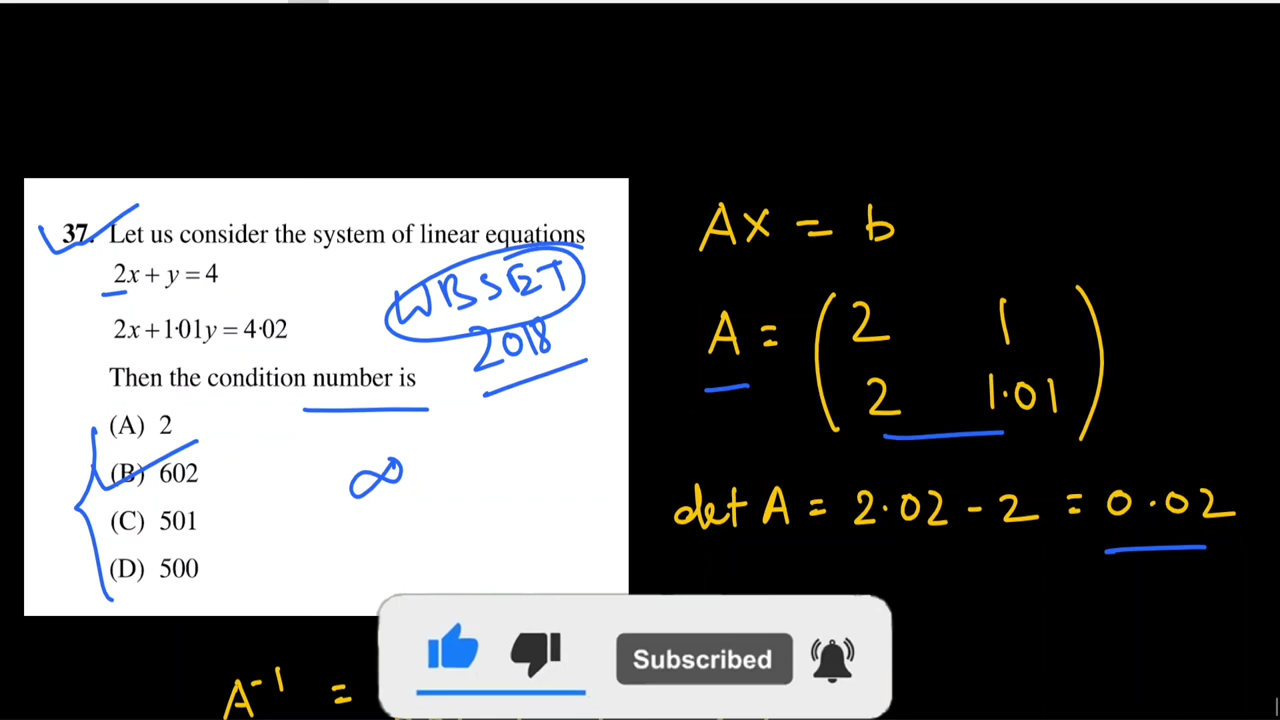 37. Let us consider the system of linear equations
2x + y = 4
2x + 1·01y = 4·02
Then the condition number is
(A) 2
(B) 602
(C) 501
(D) 500
WBSET
2018
∞
AX = b
A = ( 2 1
2 1·01 )
det A = 2·02 - 2 = 0·02
A⁻¹ =
Subscribed